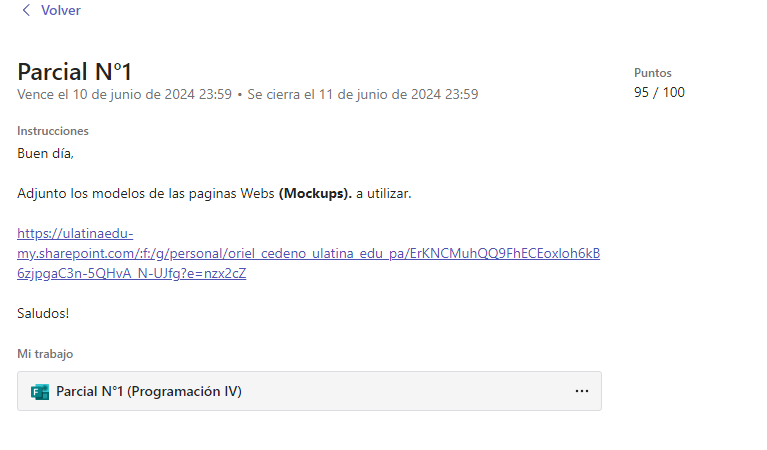 Volver
Parcial N°1
Vence el 10 de junio de 2024 23:59 • Se cierra el 11 de junio de 2024 23:59
Puntos
95 / 100
Instrucciones
Buen día,
Adjunto los modelos de las paginas Webs (Mockups). a utilizar.
https://ulatinaedu-
my.sharepoint.com/:f:/g/personal/oriel_cedeno_ulatina_edu_pa/ErKNCMuhQQ9FhECEoxIoh6kB
6zjpgaC3n-5QHvA_N-UJfg?e=nzx2cZ
Saludos!
Mi trabajo
Parcial N°1 (Programación IV)